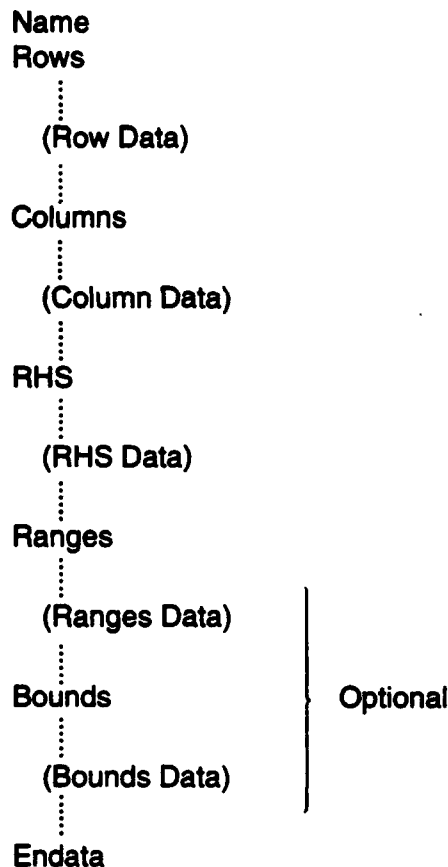 Name
Rows
(Row Data)
Columns
(Column Data)
RHS
(RHS Data)
Ranges
(Ranges Data)
Bounds
Optional
(Bounds Data)
Endata